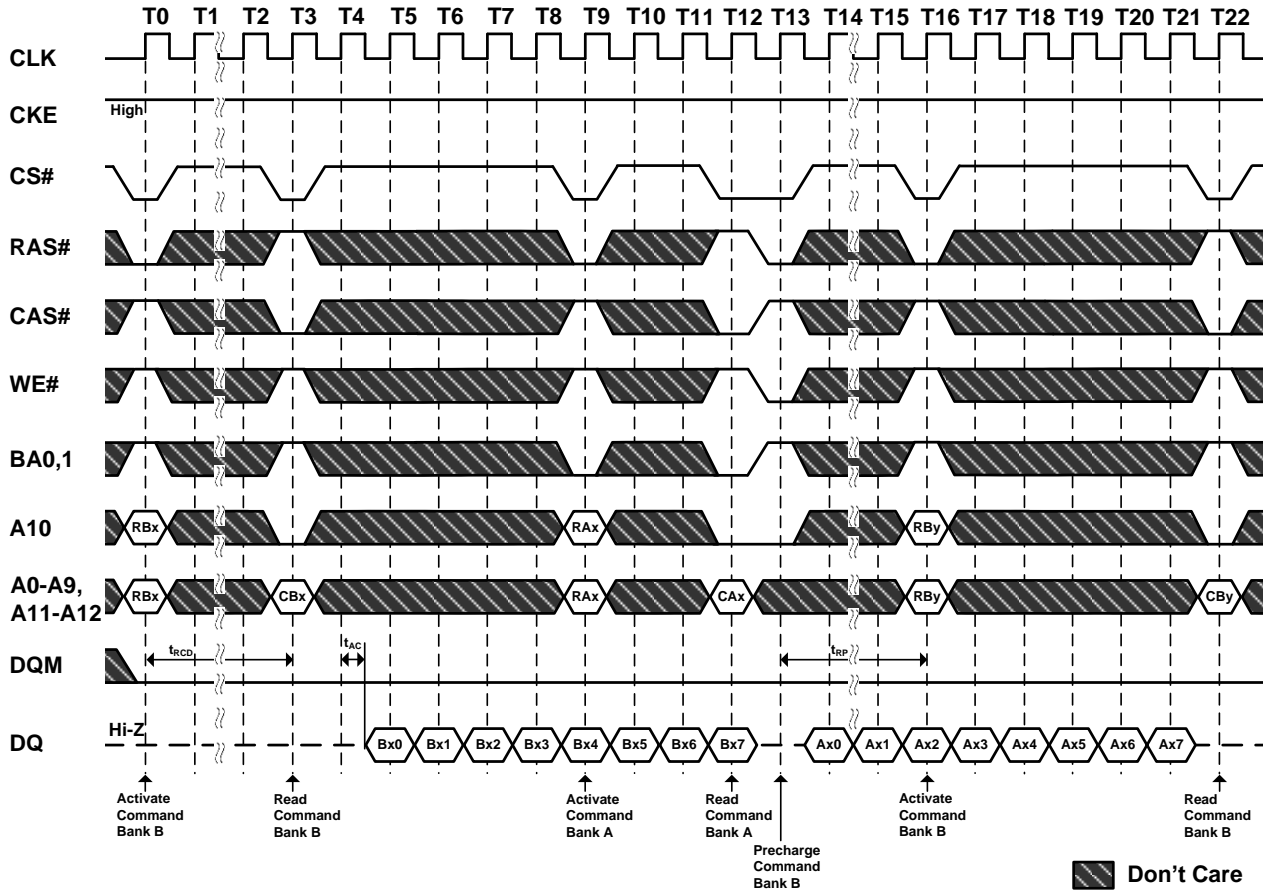 T0 T1 T2 T3 T4 T5 T6 T7 T8 T9 T10 T11 T12 T13 T14 T15 T16 T17 T18 T19 T20 T21 T22
CLK
CKE High
CS#
RAS#
CAS#
WE#
BA0,1
A10 RBx RAx RBy
A0-A9,
A11-A12 RBx CBx RAx CAx RBy CBy
DQM tRCD tAC tRP
DQ Hi-Z Bx0 Bx1 Bx2 Bx3 Bx4 Bx5 Bx6 Bx7 Ax0 Ax1 Ax2 Ax3 Ax4 Ax5 Ax6 Ax7
Activate
Command
Bank B
Read
Command
Bank B
Activate
Command
Bank A
Read
Command
Bank A
Precharge
Command
Bank B
Activate
Command
Bank B
Read
Command
Bank B
Don't Care